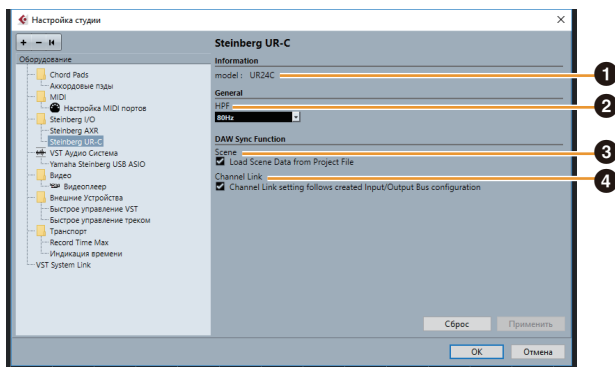 Настройка студии
Оборудование
Chord Pads
Аккордовые пэды
MIDI
Настройка MIDI портов
Steinberg I/O
Steinberg AXR
Steinberg UR-C
VST Аудио Система
Yamaha Steinberg USB ASIO
Видео
Видеоплеер
Внешние Устройства
Быстрое управление VST
Быстрое управление треком
Транспорт
Record Time Max
Индикация времени
VST System Link
Steinberg UR-C
Information
model : UR24C
1
General
HPF
2
80Hz
DAW Sync Function
Scene
3
Load Scene Data from Project File
Channel Link
4
Channel Link setting follows created Input/Output Bus configuration
Сброс
Применить
OK
Отмена